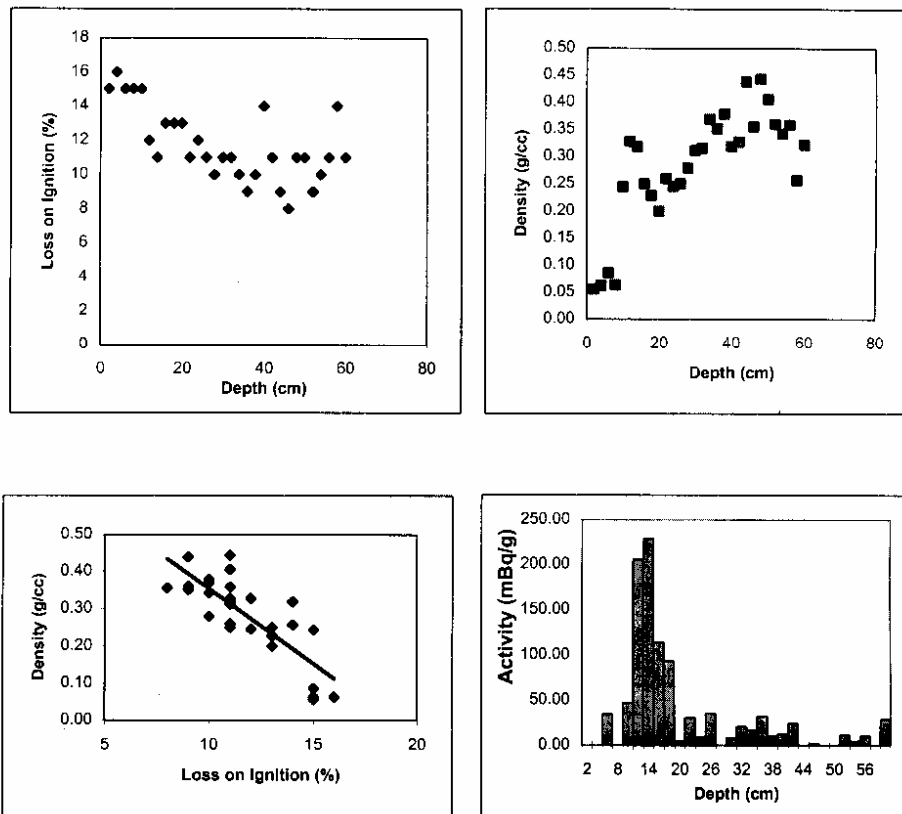 18
16
14
12
10
8
6
4
2
0
Loss on Ignition (%)
0 20 40 60 80
Depth (cm)
0.50
0.45
0.40
0.35
0.30
0.25
0.20
0.15
0.10
0.05
0.00
Density (g/cc)
0 20 40 60 80
Depth (cm)
0.50
0.40
0.30
0.20
0.10
0.00
Density (g/cc)
5 10 15 20
Loss on Ignition (%)
250.00
200.00
150.00
100.00
50.00
0.00
Activity (mBq/g)
2 8 14 20 26 32 38 44 50 56
Depth (cm)